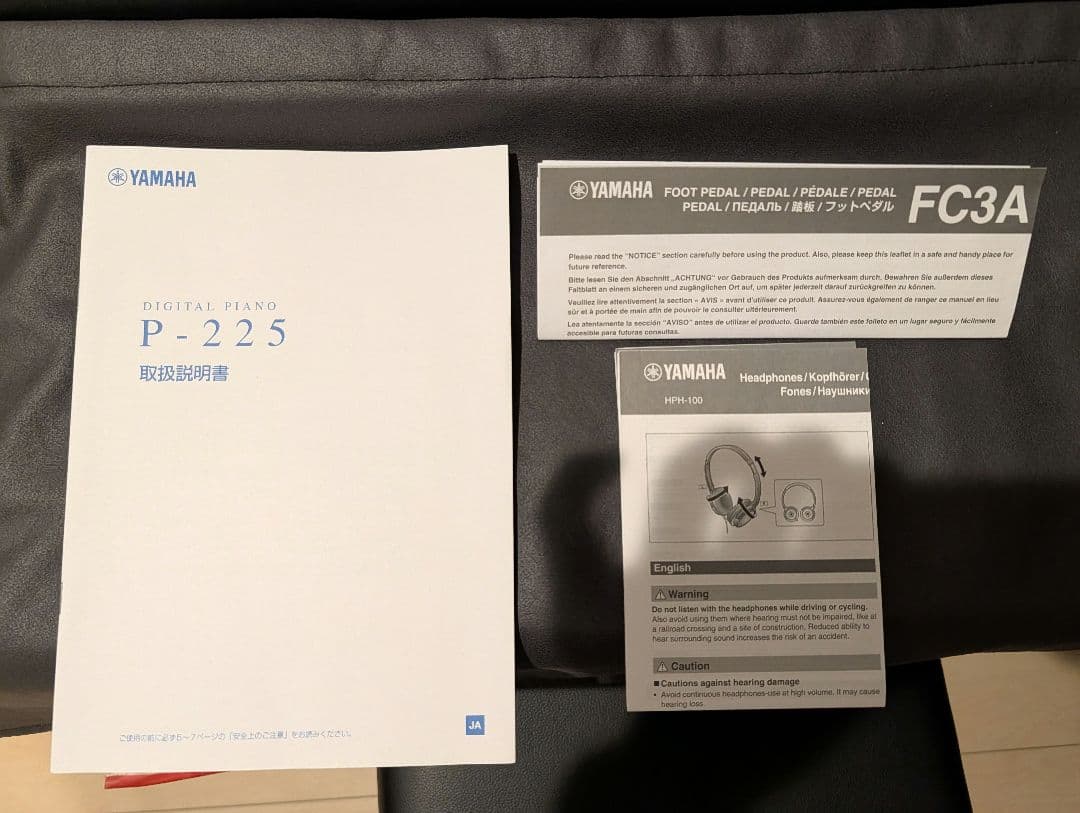 YAMAHA
DIGITAL PIANO
P-225
取扱説明書
ご使用の前に必ず5～7ページの「安全上のご注意」をお読みください。
JA
YAMAHA FOOT PEDAL / PEDAL / PÉDALE / PEDAL
PEDAL / ПЕДАЛЬ / 踏板 / フットペダル
FC3A
Please read the "NOTICE" section carefully before using the product. Also, please keep this leaflet in a safe and handy place for
future reference.
Bitte lesen Sie den Abschnitt „ACHTUNG" vor Gebrauch des Produkts aufmerksam durch. Bewahren Sie außerdem dieses
Faltblatt an einem sicheren und zugänglichen Ort auf, um später jederzeit darauf zurückgreifen zu können.
Veuillez lire attentivement la section « AVIS » avant d'utiliser ce produit. Assurez-vous également de ranger ce manuel en lieu
sûr et à portée de main afin de pouvoir le consulter ultérieurement.
Lea atentamente la sección "AVISO" antes de utilizar el producto. Guarde también este folleto en un lugar seguro y fácilmente
accesible para futuras consultas.
YAMAHA
Headphones/Kopfhörer/
Fones/Наушники
HPH-100
English
Warning
Do not listen with the headphones while driving or cycling.
Also avoid using them where hearing must not be impaired, like at
a railroad crossing and a site of construction. Reduced ability to
hear surrounding sound increases the risk of an accident.
Caution
■Cautions against hearing damage
• Avoid continuous headphones-use at high volume. It may cause
hearing loss.